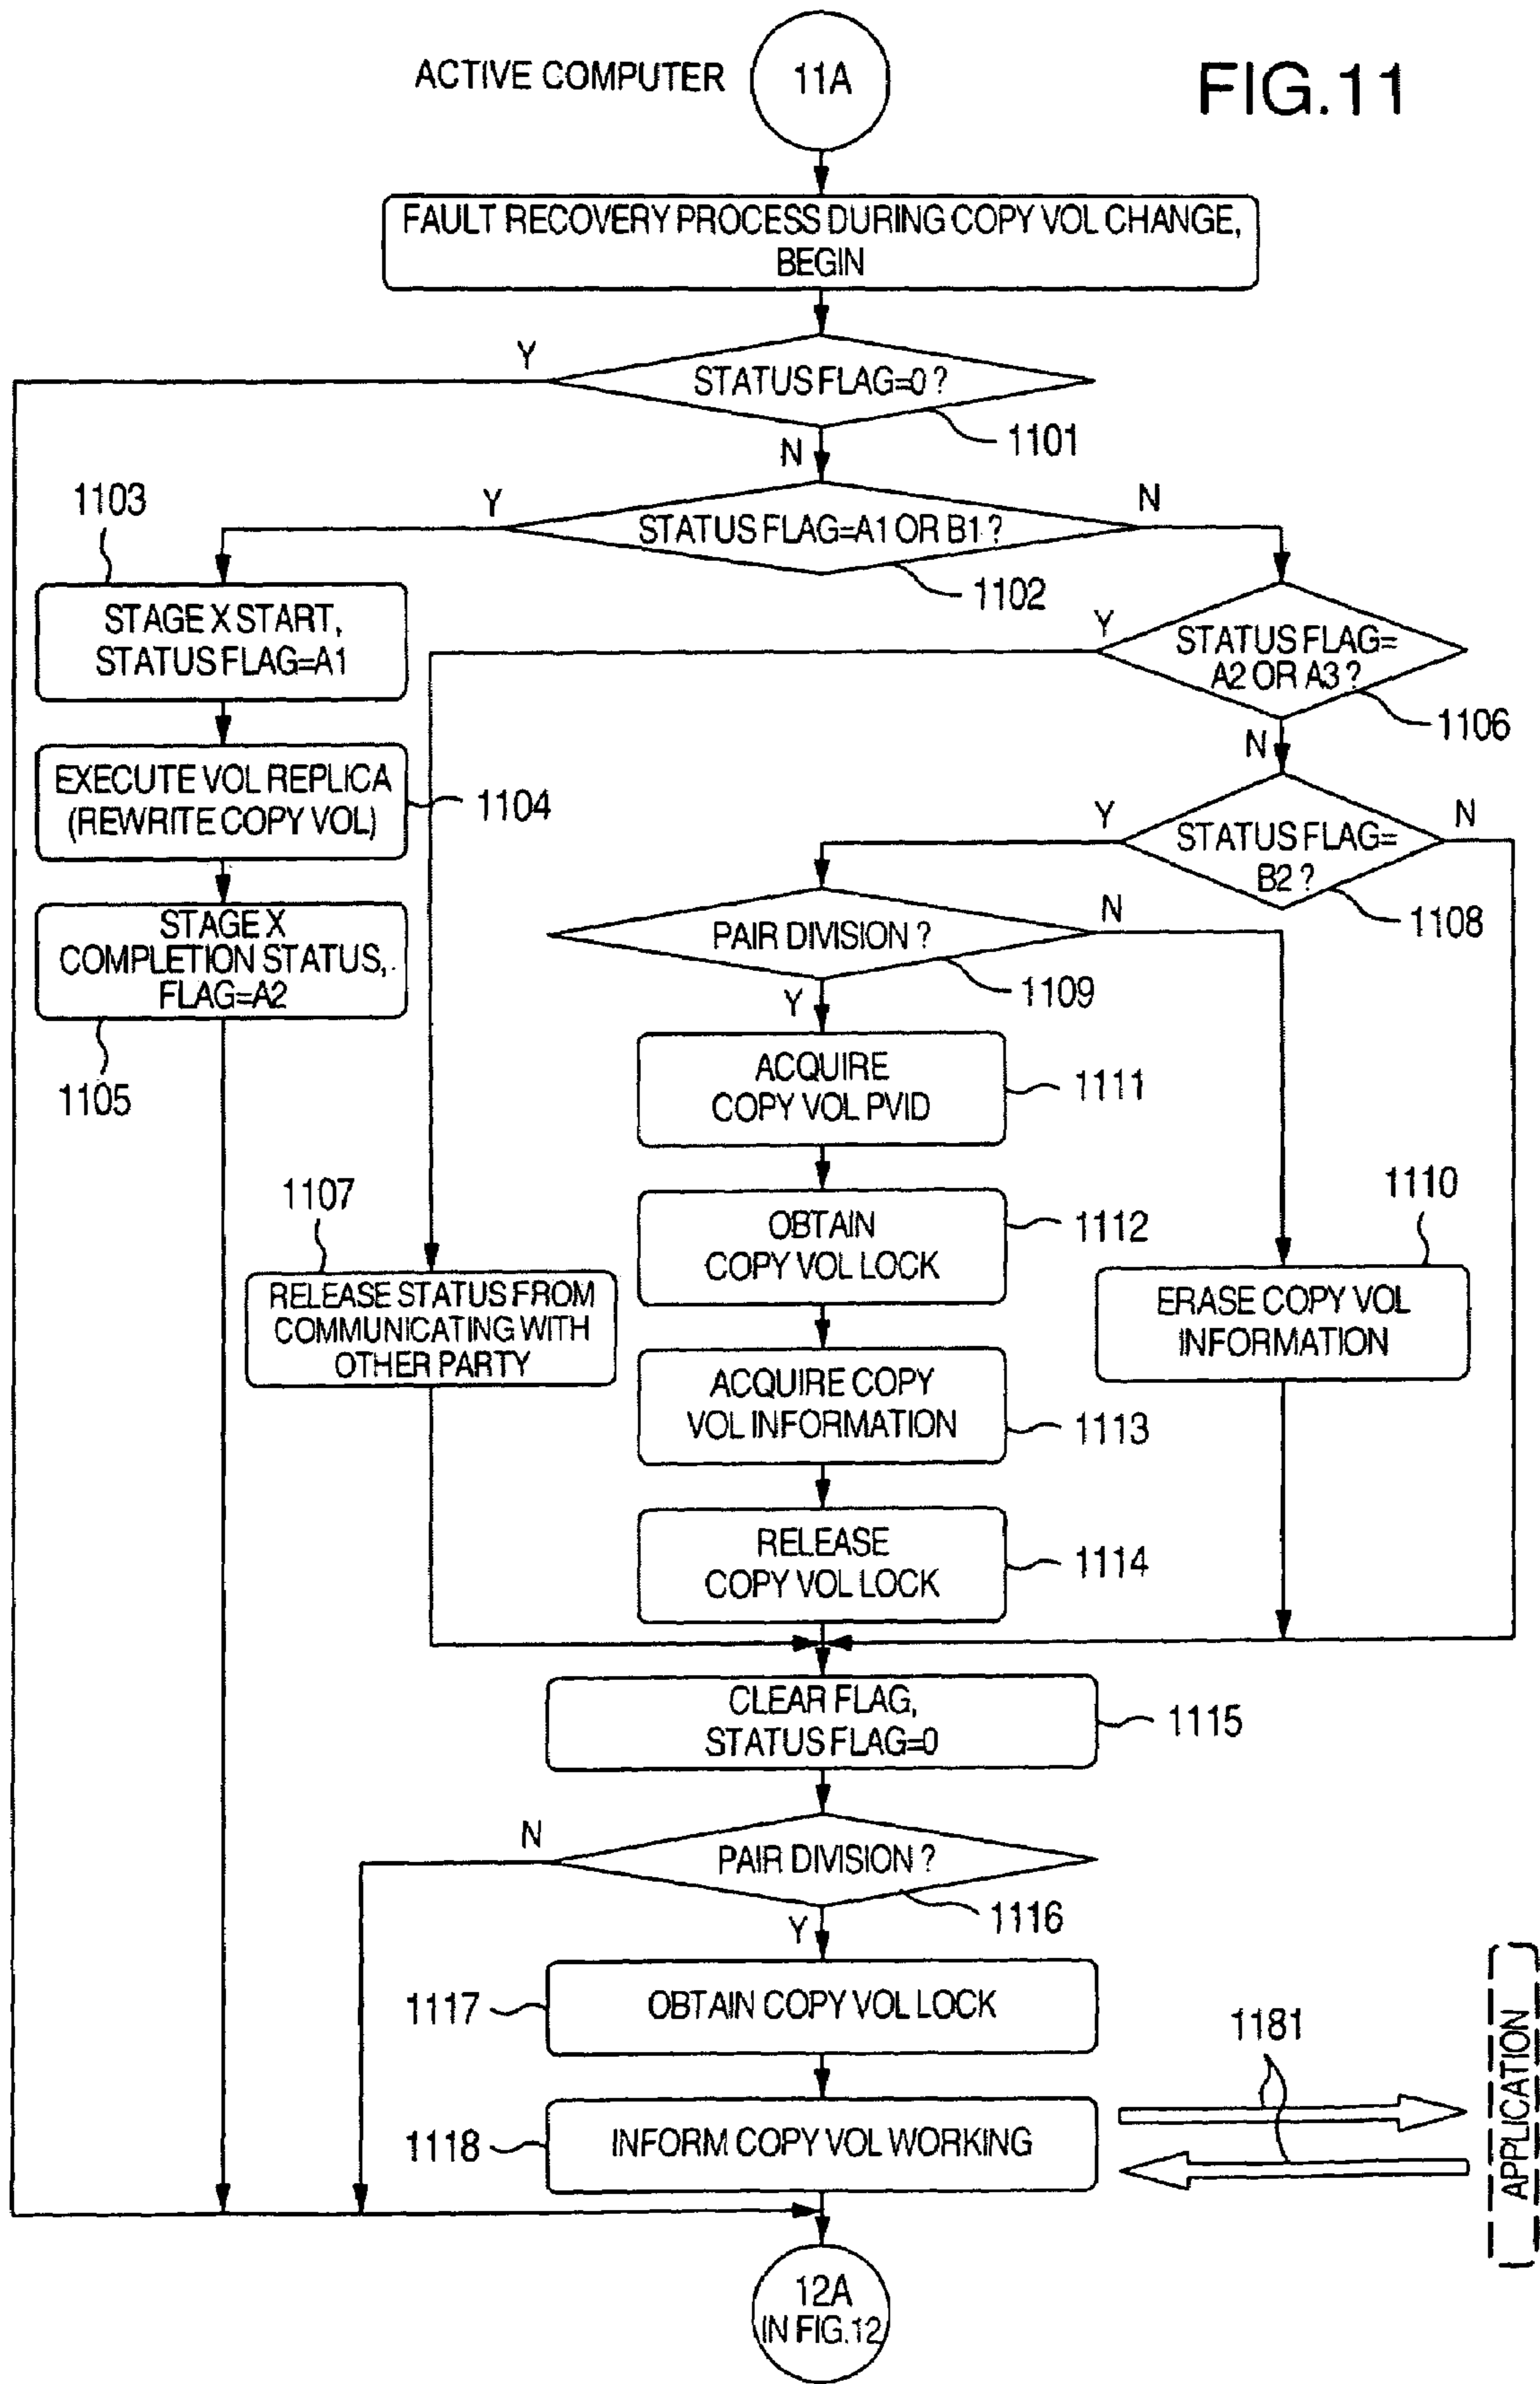 ACTIVE COMPUTER
11A
FIG.11
FAULT RECOVERY PROCESS DURING COPY VOL CHANGE,
BEGIN
Y
STATUS FLAG=0 ?
1101
N
1103
Y
STATUS FLAG=A1 OR B1 ?
N
1102
STAGE X START,
STATUS FLAG=A1
Y
STATUS FLAG=
A2 OR A3 ?
1106
N
EXECUTE VOL REPLICA
(REWRITE COPY VOL)
1104
Y
STATUS FLAG=
B2 ?
N
1108
STAGE X
COMPLETION STATUS,
FLAG=A2
1105
PAIR DIVISION ?
N
1109
Y
ACQUIRE
COPY VOL PVID
1111
1107
OBTAIN
COPY VOL LOCK
1112
1110
RELEASE STATUS FROM
COMMUNICATING WITH
OTHER PARTY
ERASE COPY VOL
INFORMATION
ACQUIRE COPY
VOL INFORMATION
1113
RELEASE
COPY VOL LOCK
1114
CLEAR FLAG,
STATUS FLAG=0
1115
N
PAIR DIVISION ?
1116
Y
1117
OBTAIN COPY VOL LOCK
1181
1118
INFORM COPY VOL WORKING
APPLICATION
12A
IN FIG.12